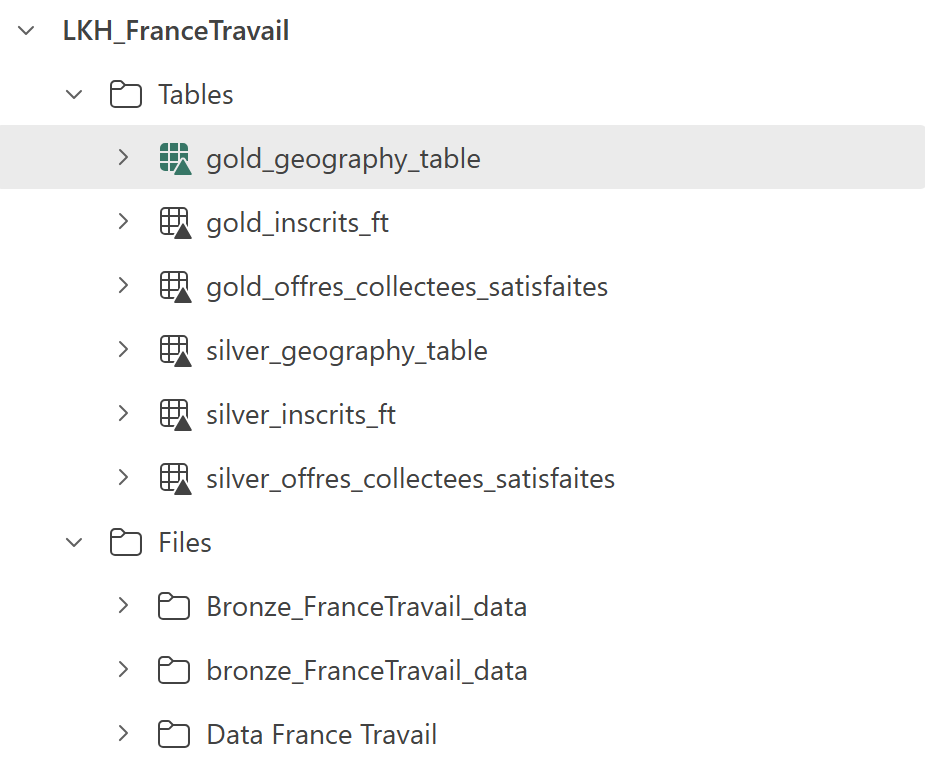 LKH_FranceTravail
Tables
gold_geography_table
gold_inscrits_ft
gold_offres_collectees_satisfaites
silver_geography_table
silver_inscrits_ft
silver_offres_collectees_satisfaites
Files
Bronze_FranceTravail_data
bronze_FranceTravail_data
Data France Travail